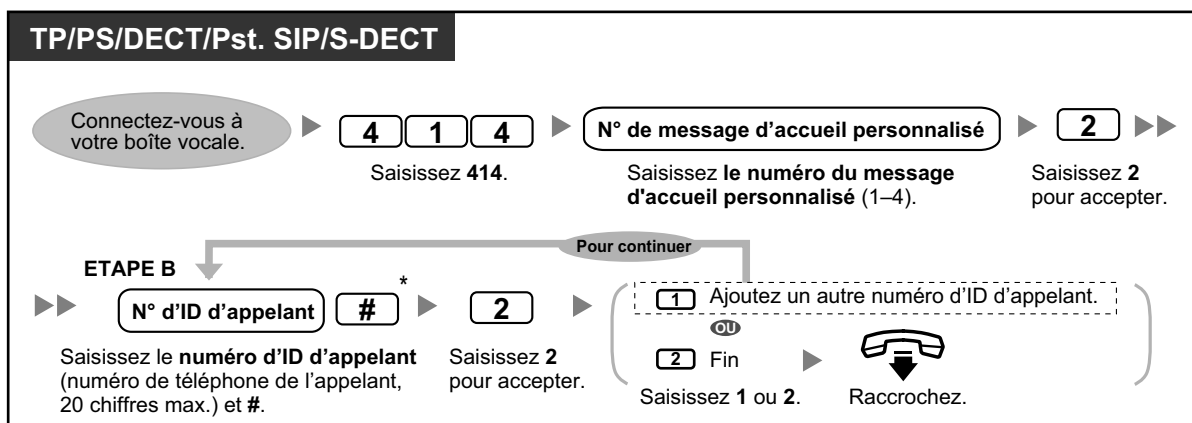 TP/PS/DECT/Pst. SIP/S-DECT
Connectez-vous à
votre boîte vocale.
4 1 4
Saisissez 414.
N° de message d’accueil personnalisé
Saisissez le numéro du message
d'accueil personnalisé (1–4).
2
Saisissez 2
pour accepter.
Pour continuer
ETAPE B
N° d’ID d’appelant # *
Saisissez le numéro d’ID d’appelant
(numéro de téléphone de l’appelant,
20 chiffres max.) et #.
2
Saisissez 2
pour accepter.
1 Ajoutez un autre numéro d’ID d’appelant.
OU
2 Fin
Saisissez 1 ou 2.
Raccrochez.